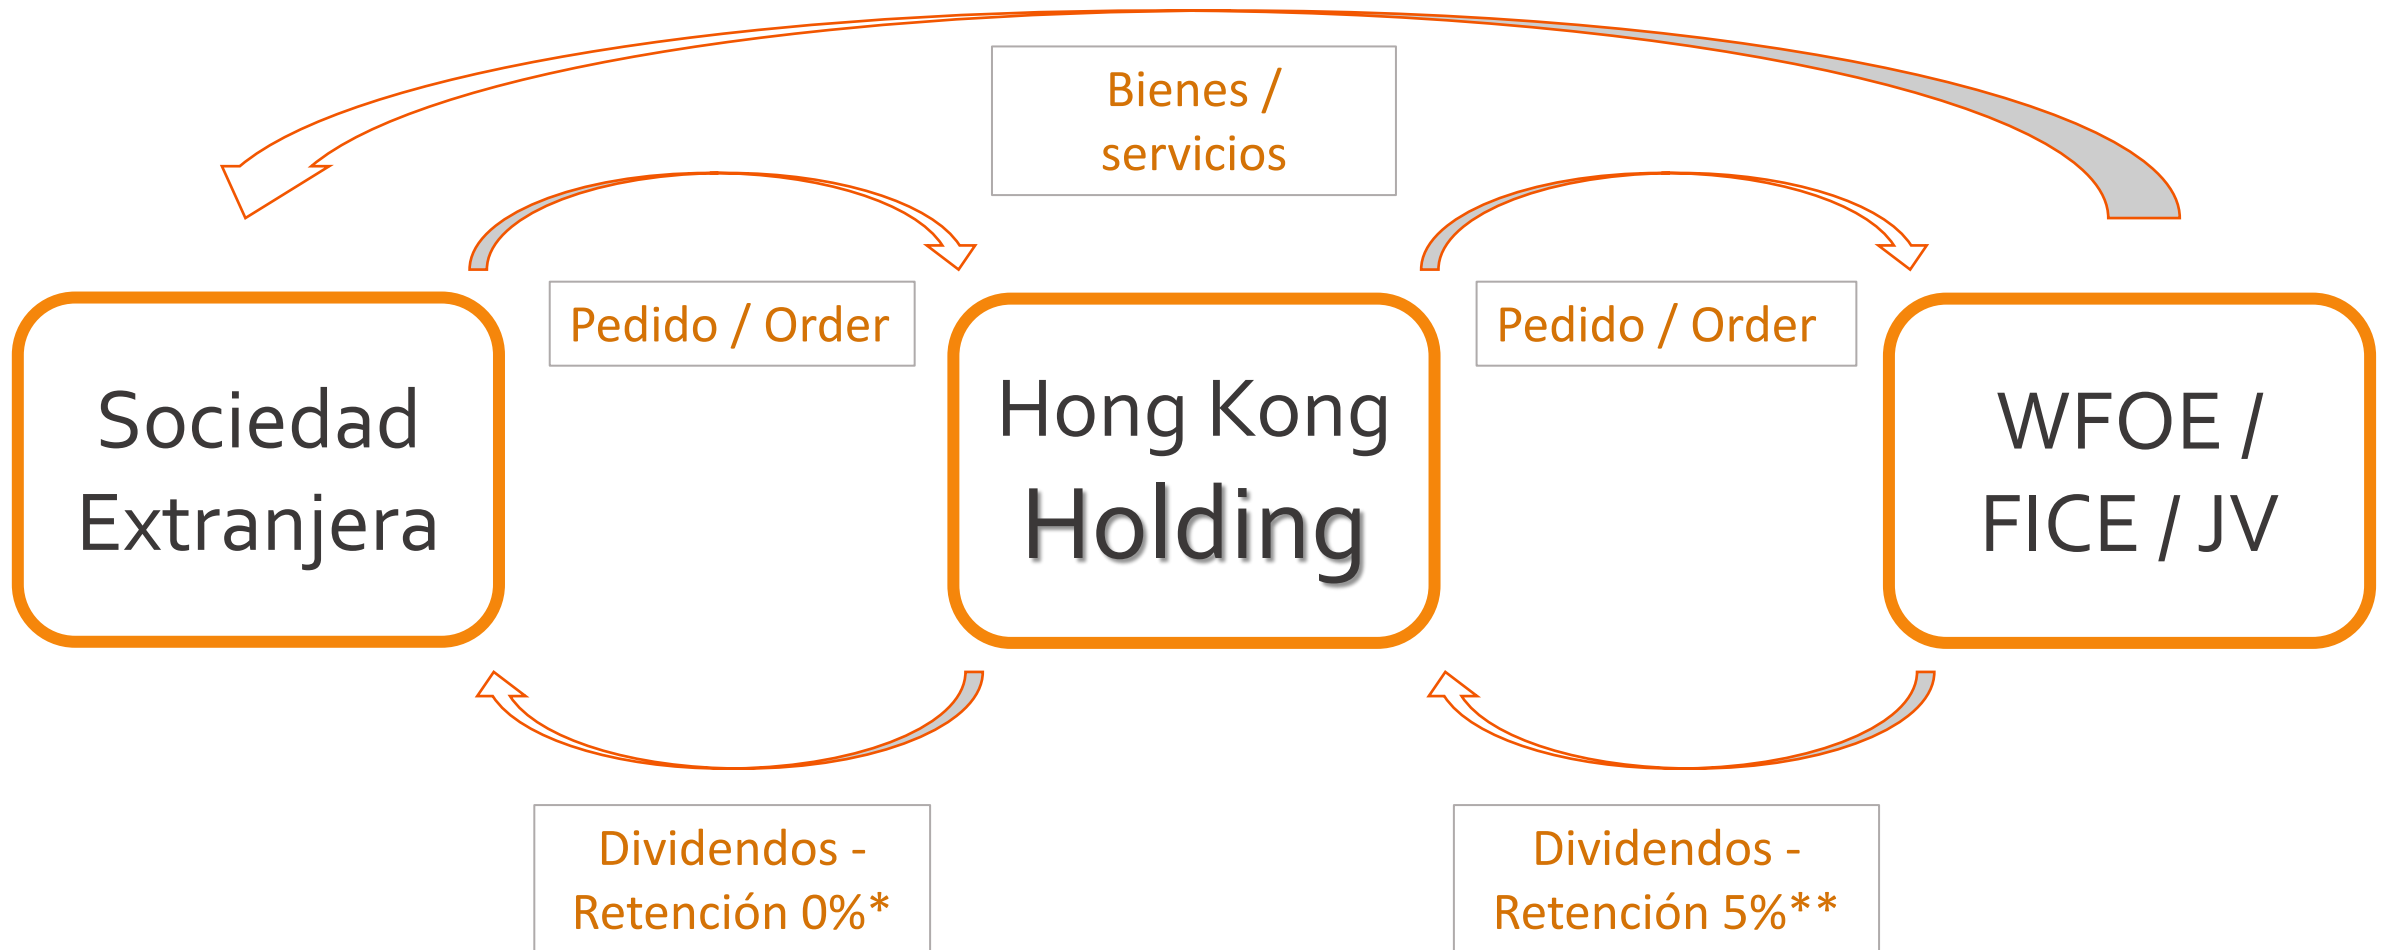 Bienes /
servicios
Pedido / Order
Pedido / Order
Sociedad
Extranjera
Hong Kong
Holding
WFOE /
FICE / JV
Dividendos -
Retención 0%*
Dividendos -
Retención 5%**